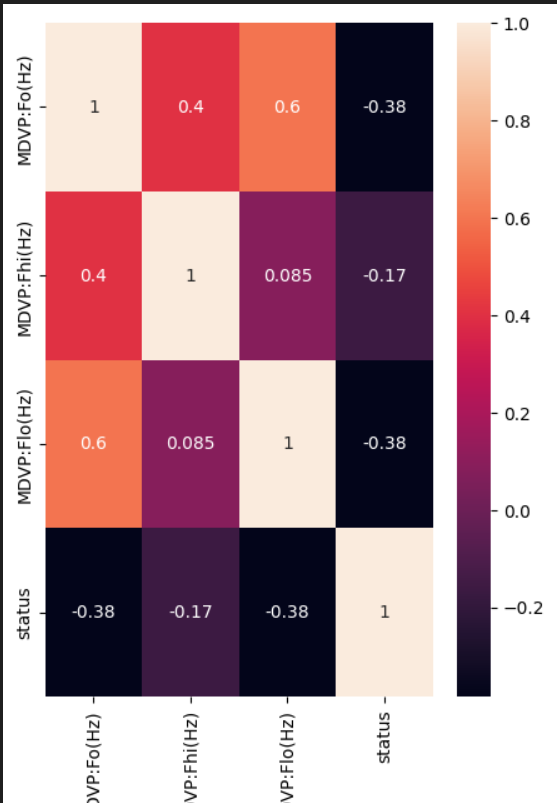 MDVP:Fo(Hz) 1 0.4 0.6 -0.38
MDVP:Fhi(Hz) 0.4 1 0.085 -0.17
MDVP:Flo(Hz) 0.6 0.085 1 -0.38
status -0.38 -0.17 -0.38 1
DVP:Fo(Hz) VP:Fhi(Hz) VP:Flo(Hz) status
1.0
0.8
0.6
0.4
0.2
0.0
−0.2